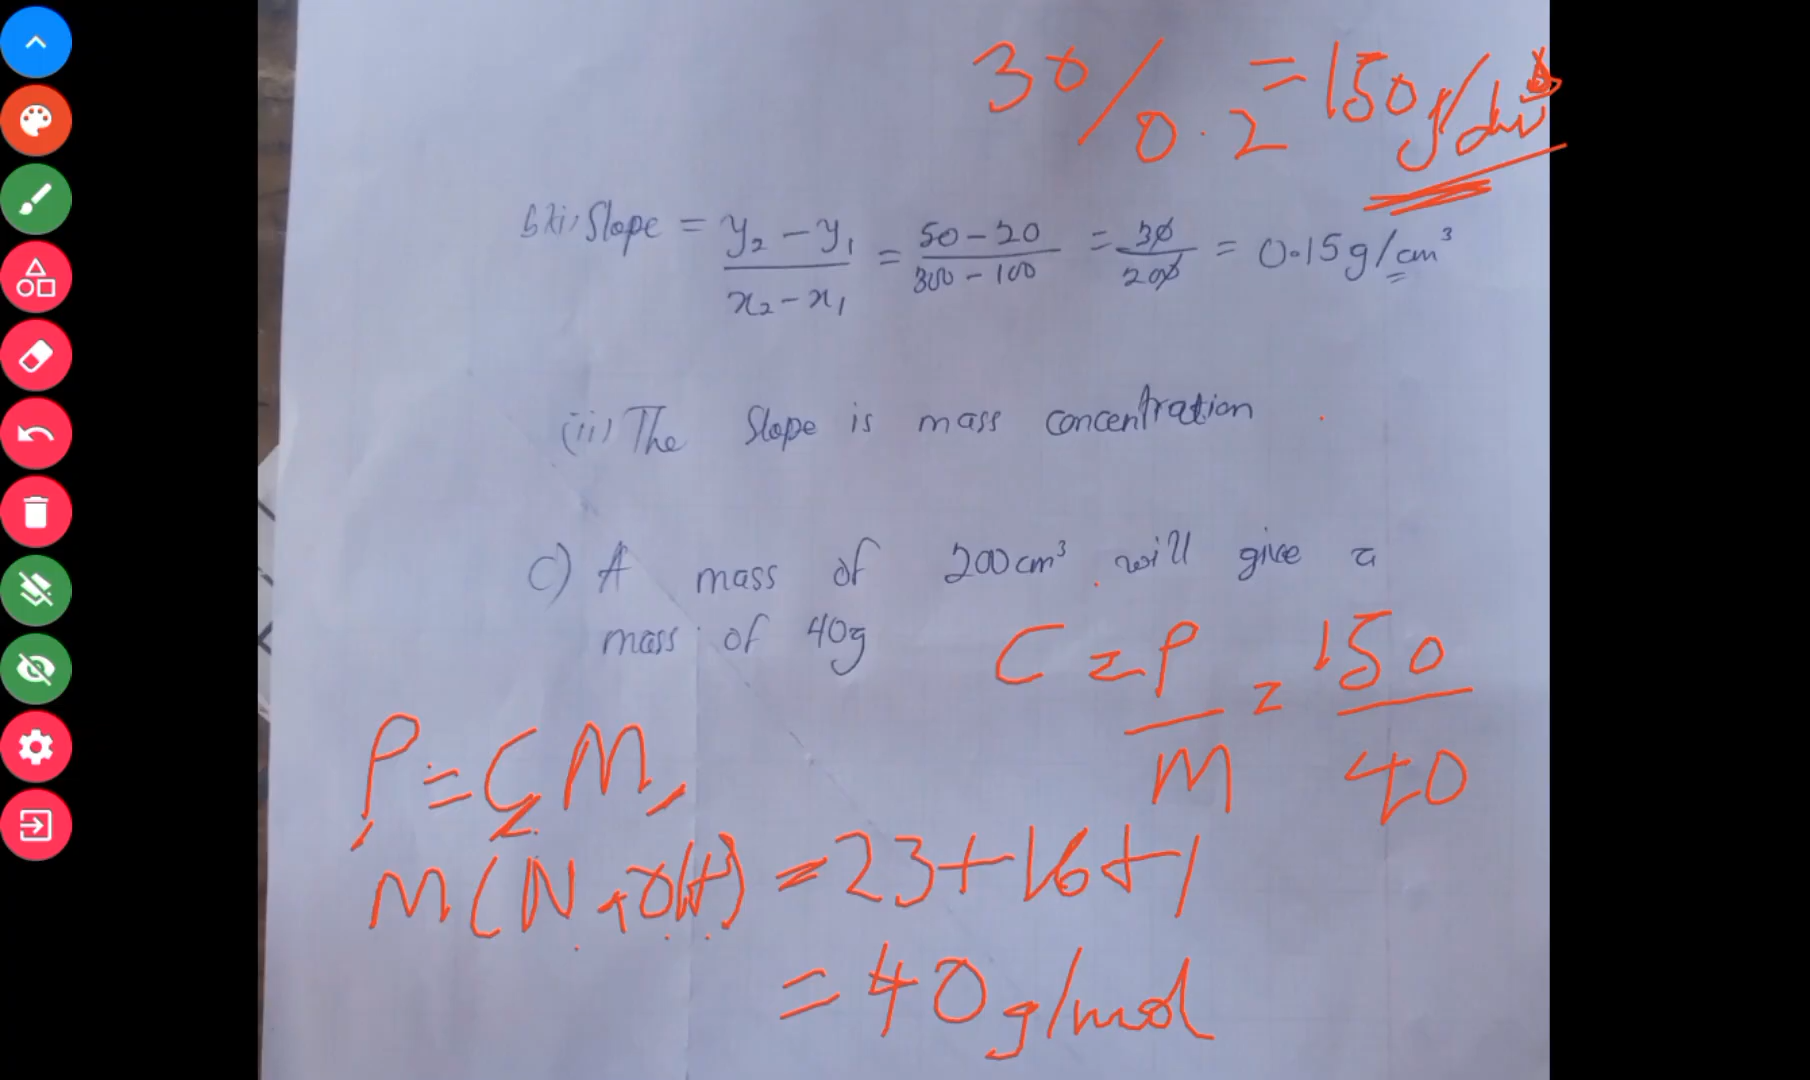 30/0.2 = 150g/dm³
b)(i) Slope = y₂ - y₁ / x₂ - x₁ = 50 - 20 / 300 - 100 = 30 / 200 = 0.15g/cm³
(ii) The Slope is mass concentration
c) A mass of 200cm³ will give a
mass of 40g
C = ρ/M = 150/40
ρ = CM
M(NaOH) = 23+16+1
= 40g/mol